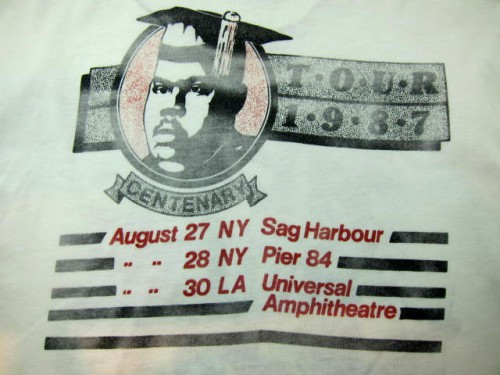 T·O·U·R
1·9·8·7
CENTENARY
August 27 NY Sag Harbour
" " 28 NY Pier 84
" " 30 LA Universal
Amphitheatre